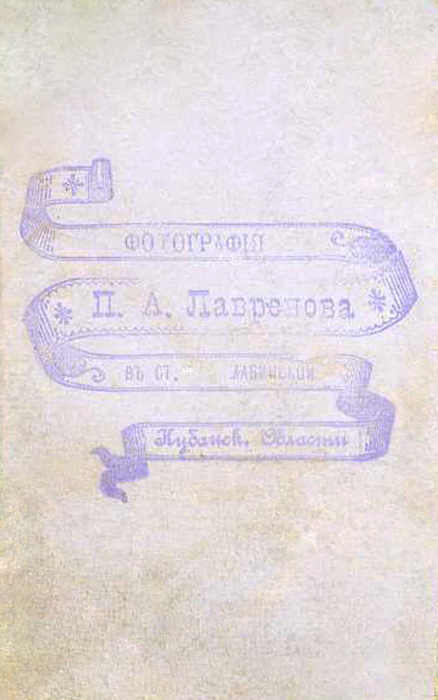 ФОТОГРАФІЯ
П. А. Лавренова
ВЪ СТ. ЛАБИНСКОЙ
Кубанск. Области